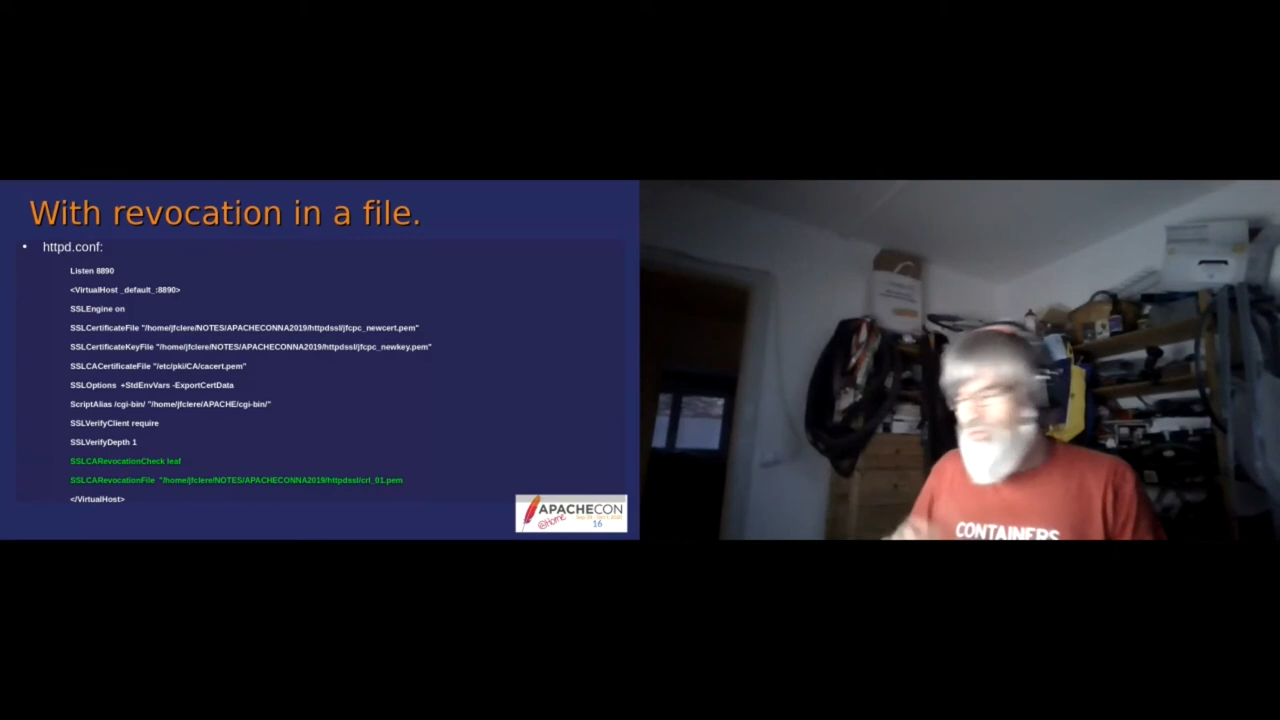 With revocation in a file.
• httpd.conf:
Listen 8890
<VirtualHost _default_:8890>
SSLEngine on
SSLCertificateFile "/home/jfclere/NOTES/APACHECONNA2019/httpdssl/jfcpc_newcert.pem"
SSLCertificateKeyFile "/home/jfclere/NOTES/APACHECONNA2019/httpdssl/jfcpc_newkey.pem"
SSLCACertificateFile "/etc/pki/CA/cacert.pem"
SSLOptions +StdEnvVars -ExportCertData
ScriptAlias /cgi-bin/ "/home/jfclere/APACHE/cgi-bin/"
SSLVerifyClient require
SSLVerifyDepth 1
SSLCARevocationCheck leaf
SSLCARevocationFile "/home/jfclere/NOTES/APACHECONNA2019/httpdssl/crl_01.pem
</VirtualHost>
APACHECON
@Home
16
CONTAINERS